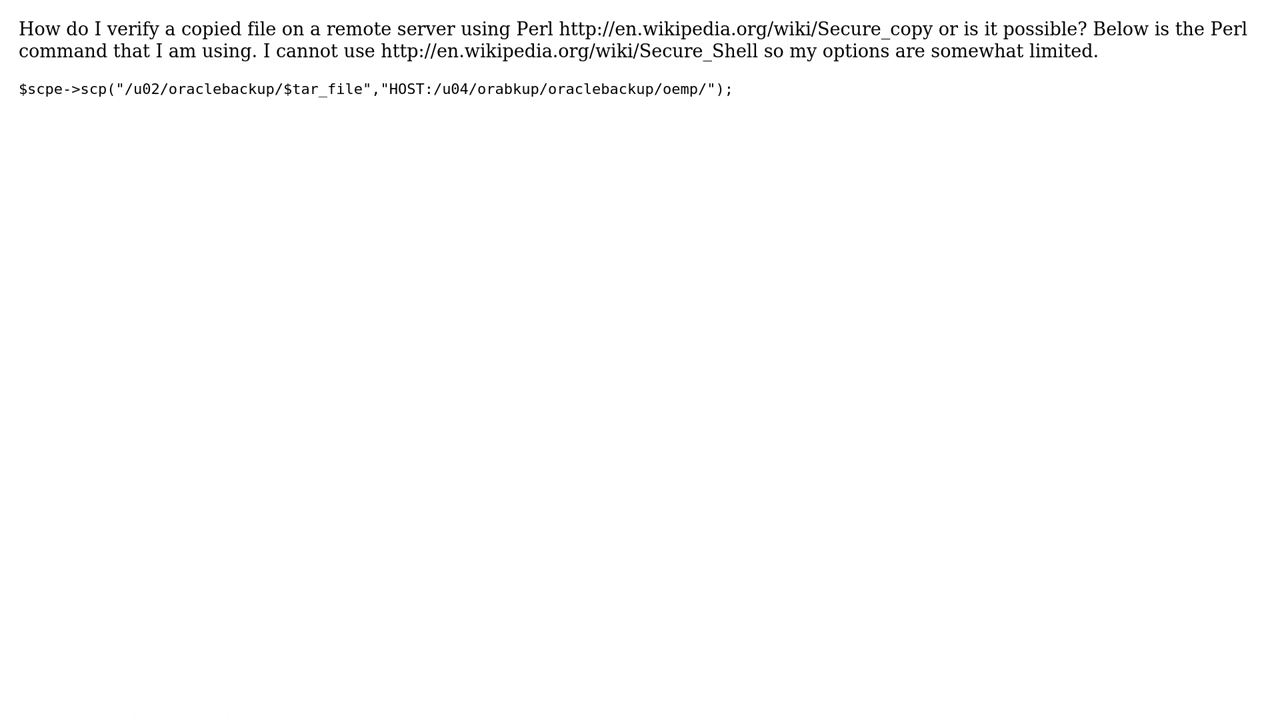 How do I verify a copied file on a remote server using Perl http://en.wikipedia.org/wiki/Secure_copy or is it possible? Below is the Perl
command that I am using. I cannot use http://en.wikipedia.org/wiki/Secure_Shell so my options are somewhat limited.
$scpe->scp("/u02/oraclebackup/$tar_file","HOST:/u04/orabkup/oraclebackup/oemp/");